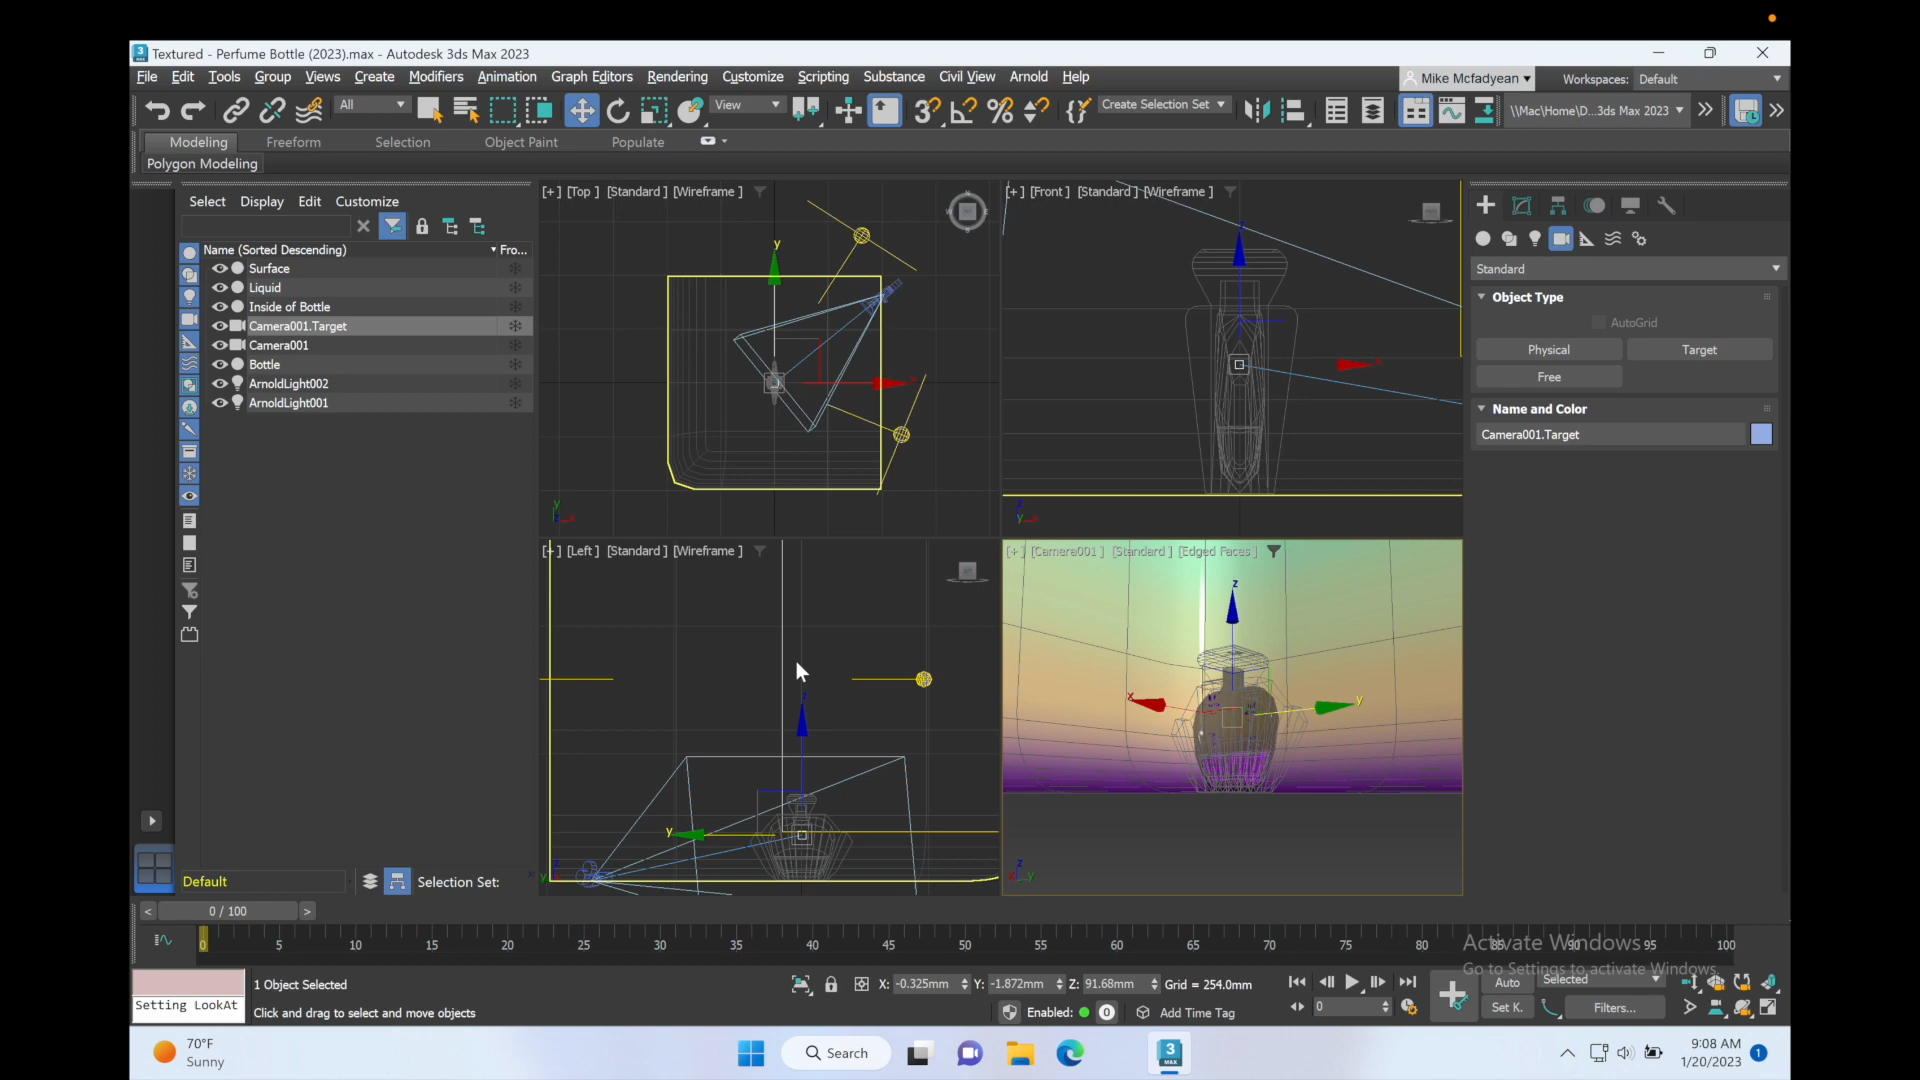 Textured - Perfume Bottle (2023).max - Autodesk 3ds Max 2023
File Edit Tools Group Views Create Modifiers Animation Graph Editors Rendering Customize Scripting Substance Civil View Arnold Help
Mike Mcfadyean
Workspaces: Default
All
View
Create Selection Set
\\Mac\Home\D...3ds Max 2023
Modeling Freeform Selection Object Paint Populate
Polygon Modeling
Select Display Edit Customize
Name (Sorted Descending) Fro...
Surface
Liquid
Inside of Bottle
Camera001.Target
Camera001
Bottle
ArnoldLight002
ArnoldLight001
Default
Selection Set:
[+] [Top ] [Standard ] [Wireframe ]
[+] [Front ] [Standard ] [Wireframe ]
[+] [Left ] [Standard ] [Wireframe ]
[+] [Camera001 ] [Standard ] [Edged Faces ]
Standard
Object Type
AutoGrid
Physical Target
Free
Name and Color
Camera001.Target
< 0 / 100 >
0 5 10 15 20 25 30 35 40 45 50 55 60 65 70 75 80 85 90 95 100
Activate Windows
Go to Settings to activate Windows.
Setting LookAt
1 Object Selected
Click and drag to select and move objects
X: -0.325mm Y: -1.872mm Z: 91.68mm Grid = 254.0mm
Enabled: 0
Add Time Tag
0
Auto Selected
Set K. Filters...
70°F
Sunny
Search
9:08 AM
1/20/2023
1